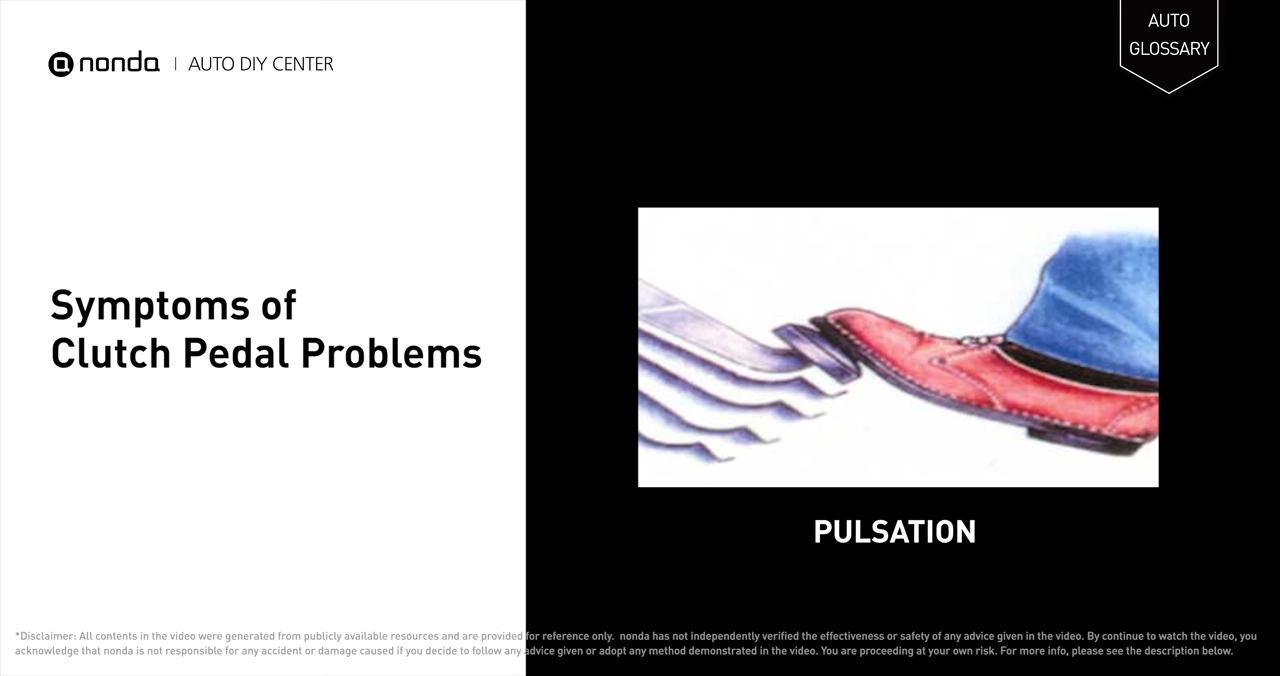 nonda | AUTO DIY CENTER
AUTO
GLOSSARY
Symptoms of
Clutch Pedal Problems
PULSATION
*Disclaimer: All contents in the video were generated from publicly available resources and are provided for reference only. nonda has not independently verified the effectiveness or safety of any advice given in the video. By continue to watch the video, you
acknowledge that nonda is not responsible for any accident or damage caused if you decide to follow any advice given or adopt any method demonstrated in the video. You are proceeding at your own risk. For more info, please see the description below.